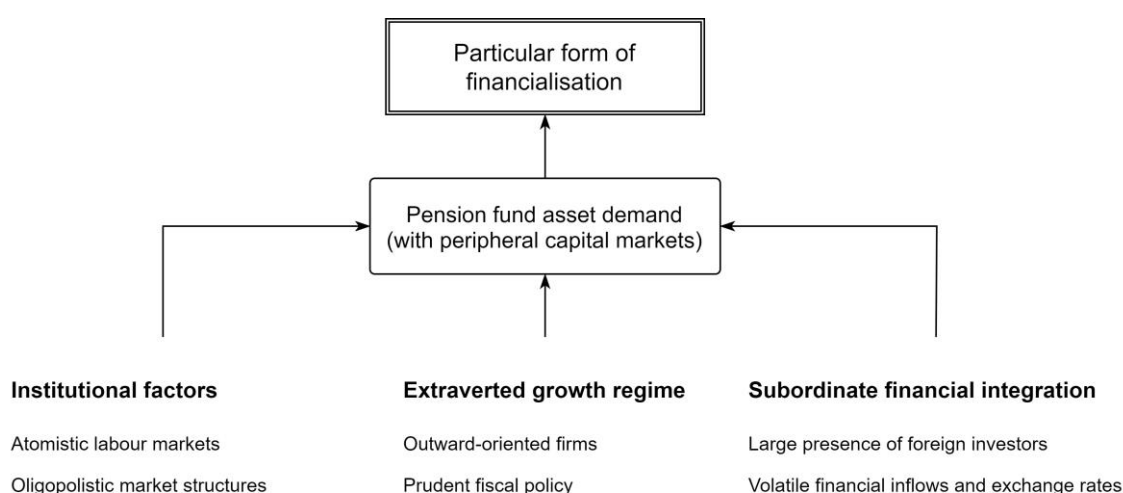 Particular form of
financialisation
Pension fund asset demand
(with peripheral capital markets)
Institutional factors
Atomistic labour markets
Oligopolistic market structures
Extraverted growth regime
Outward-oriented firms
Prudent fiscal policy
Subordinate financial integration
Large presence of foreign investors
Volatile financial inflows and exchange rates